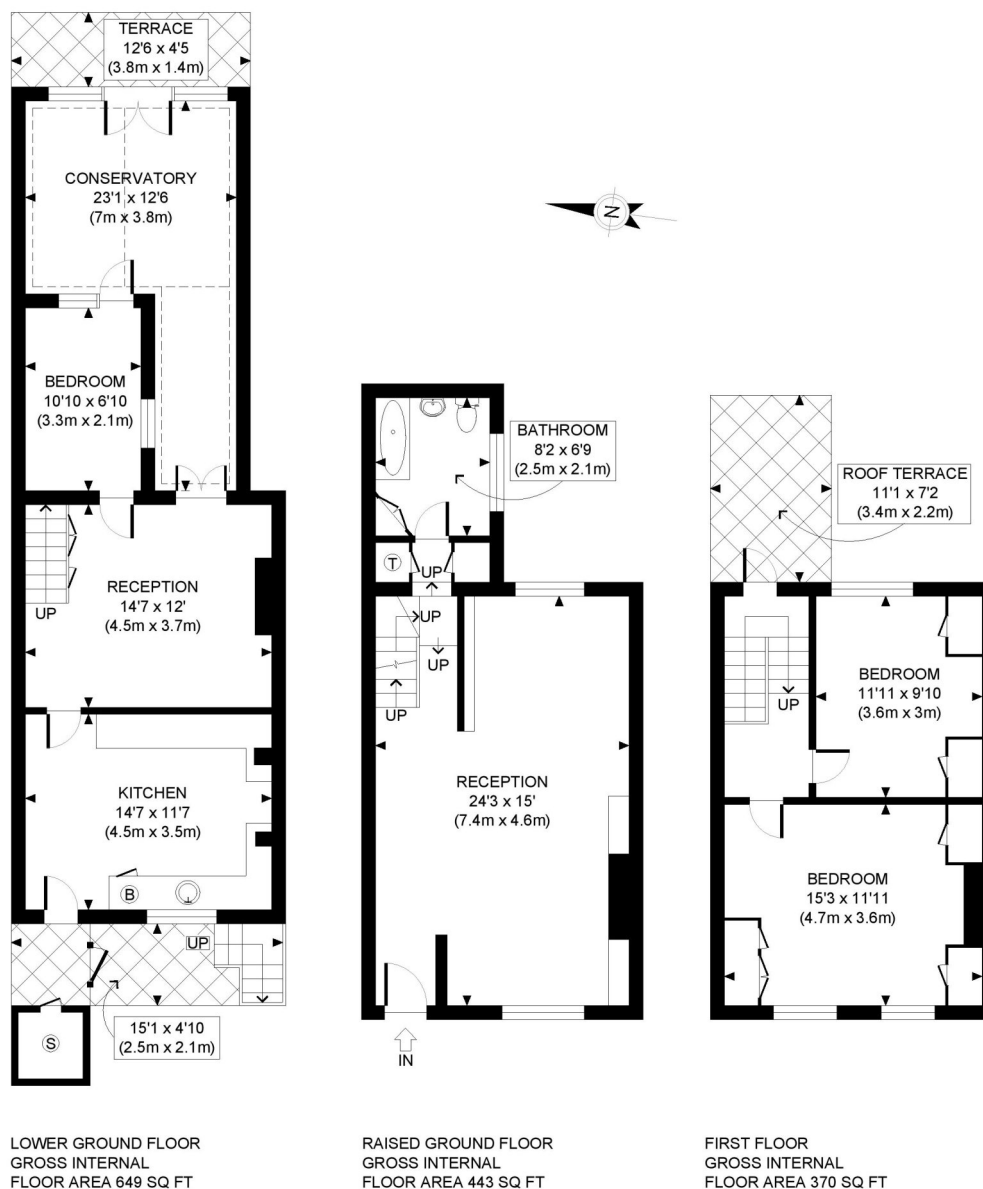 TERRACE
12'6 x 4'5
(3.8m x 1.4m)
CONSERVATORY
23'1 x 12'6
(7m x 3.8m)
BEDROOM
10'10 x 6'10
(3.3m x 2.1m)
RECEPTION
14'7 x 12'
(4.5m x 3.7m)
UP
KITCHEN
14'7 x 11'7
(4.5m x 3.5m)
B
UP
15'1 x 4'10
(2.5m x 2.1m)
S
LOWER GROUND FLOOR
GROSS INTERNAL
FLOOR AREA 649 SQ FT
N
BATHROOM
8'2 x 6'9
(2.5m x 2.1m)
T
UP
UP
UP
UP
RECEPTION
24'3 x 15'
(7.4m x 4.6m)
IN
RAISED GROUND FLOOR
GROSS INTERNAL
FLOOR AREA 443 SQ FT
ROOF TERRACE
11'1 x 7'2
(3.4m x 2.2m)
UP
BEDROOM
11'11 x 9'10
(3.6m x 3m)
BEDROOM
15'3 x 11'11
(4.7m x 3.6m)
FIRST FLOOR
GROSS INTERNAL
FLOOR AREA 370 SQ FT